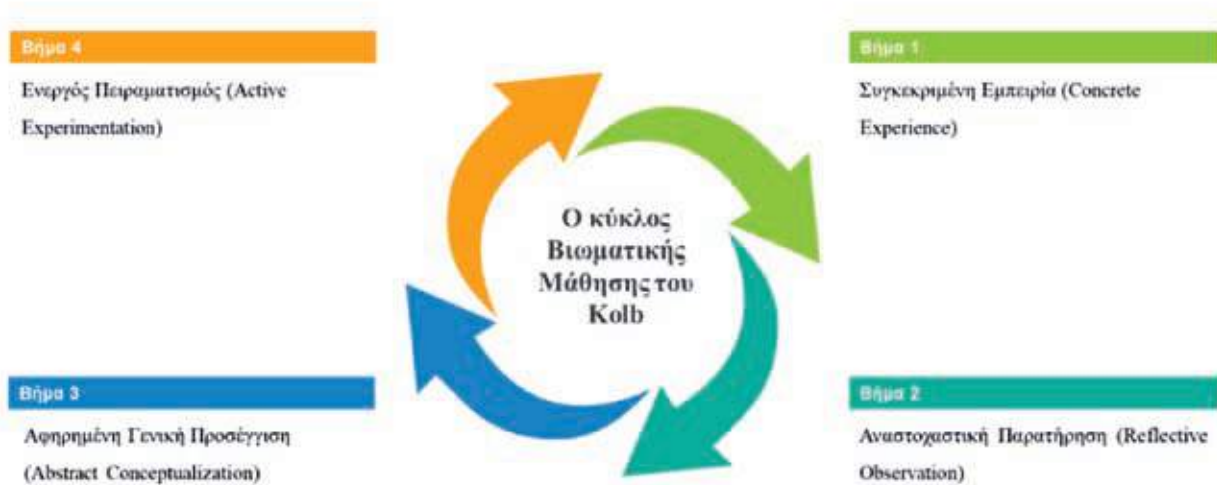 Βήμα 4
Ενεργός Πειραματισμός (Active
Experimentation)
Βήμα 1
Συγκεκριμένη Εμπειρία (Concrete
Experience)
Ο κύκλος
Βιωματικής
Μάθησης του
Kolb
Βήμα 3
Αφηρημένη Γενική Προσέγγιση
(Abstract Conceptualization)
Βήμα 2
Αναστοχαστική Παρατήρηση (Reflective
Observation)